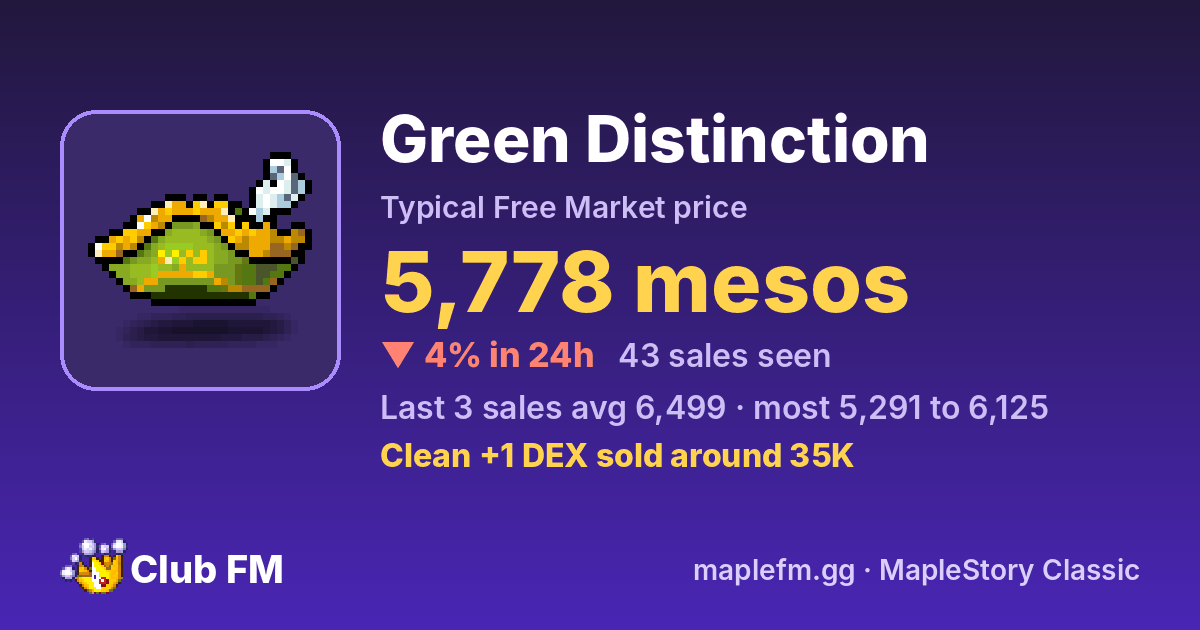 Green Distinction
Typical Free Market price
5,778 mesos
▼ 4% in 24h 43 sales seen
Last 3 sales avg 6,499 · most 5,291 to 6,125
Clean +1 DEX sold around 35K
Club FM
maplefm.gg · MapleStory Classic